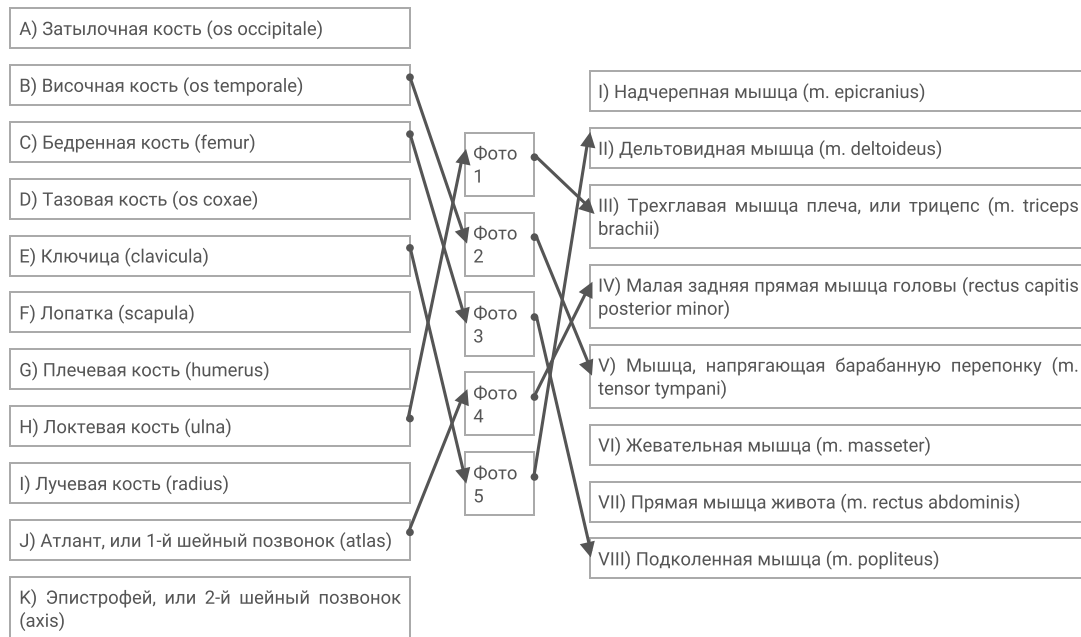 A) Затылочная кость (os occipitale)
B) Височная кость (os temporale)
C) Бедренная кость (femur)
D) Тазовая кость (os coxae)
E) Ключица (clavicula)
F) Лопатка (scapula)
G) Плечевая кость (humerus)
H) Локтевая кость (ulna)
I) Лучевая кость (radius)
J) Атлант, или 1-й шейный позвонок (atlas)
K) Эпистрофей, или 2-й шейный позвонок
(axis)
Фото
1
Фото
2
Фото
3
Фото
4
Фото
5
I) Надчерепная мышца (m. epicranius)
II) Дельтовидная мышца (m. deltoideus)
III) Трехглавая мышца плеча, или трицепс (m. triceps
brachii)
IV) Малая задняя прямая мышца головы (rectus capitis
posterior minor)
V) Мышца, напрягающая барабанную перепонку (m.
tensor tympani)
VI) Жевательная мышца (m. masseter)
VII) Прямая мышца живота (m. rectus abdominis)
VIII) Подколенная мышца (m. popliteus)